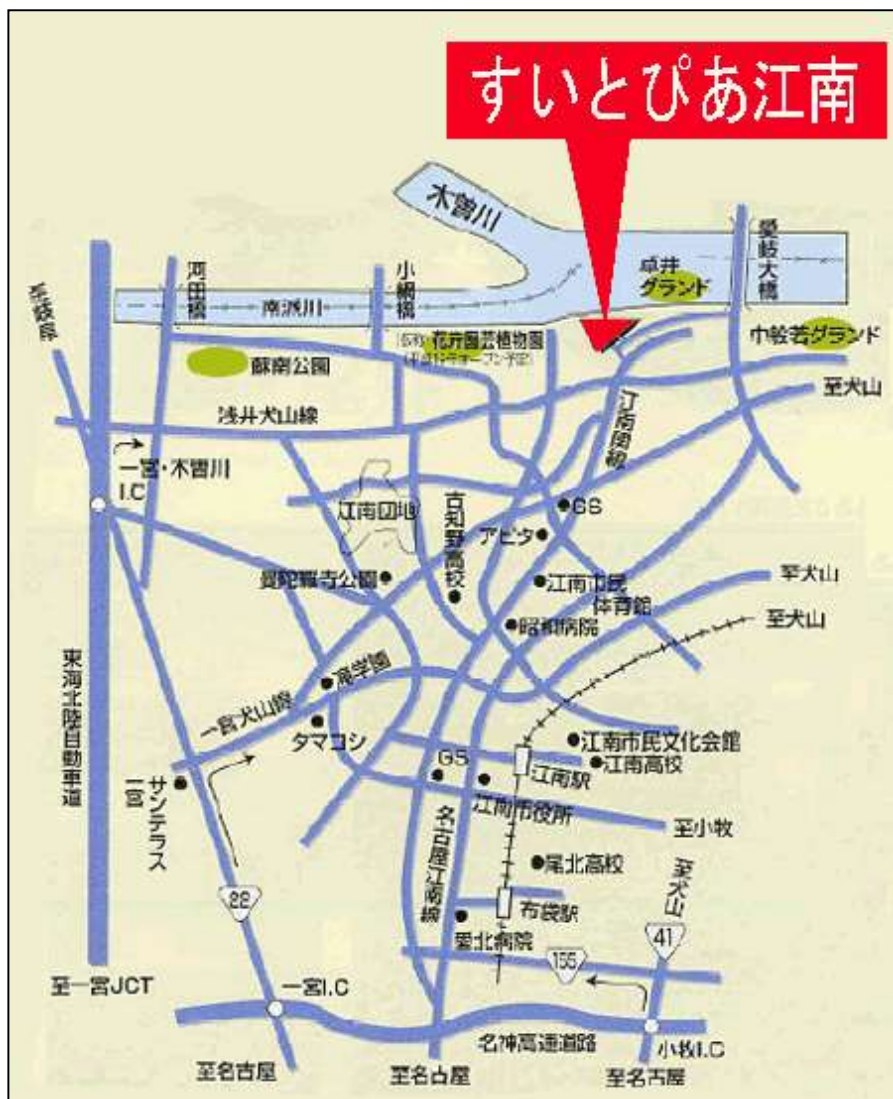 すいとぴあ江南
木曽川
愛岐大橋
河田橋
小網橋
草井
グランド
南派川
至岐阜
花卉園芸植物園
中般若グランド
蘇南公園
至犬山
浅井犬山線
江南関線
一宮・木曽川
I.C
江南団地
古知野高校
GS
アピタ
曼陀羅寺公園
江南市民
体育館
至犬山
昭和病院
至犬山
東海北陸自動車道
滝学園
一宮犬山線
タマコシ
江南市民文化会館
江南高校
GS
江南駅
サンテラス
一宮
江南市役所
至小牧
名古屋江南線
尾北高校
至犬山
22
布袋駅
愛北病院
41
155
至一宮JCT
一宮I.C
名神高速道路
小牧I.C
至名古屋
至名古屋
至名古屋